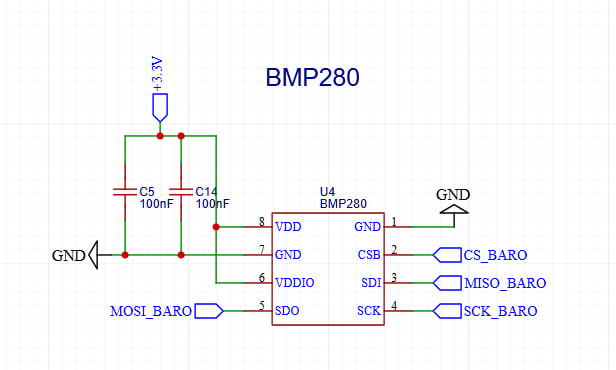 BMP280
+3.3V
C5
100nF
C14
100nF
U4
BMP280
GND
GND
8
VDD
GND
1
7
GND
CSB
2
CS_BARO
6
VDDIO
SDI
3
MISO_BARO
MOSI_BARO
5
SDO
SCK
4
SCK_BARO